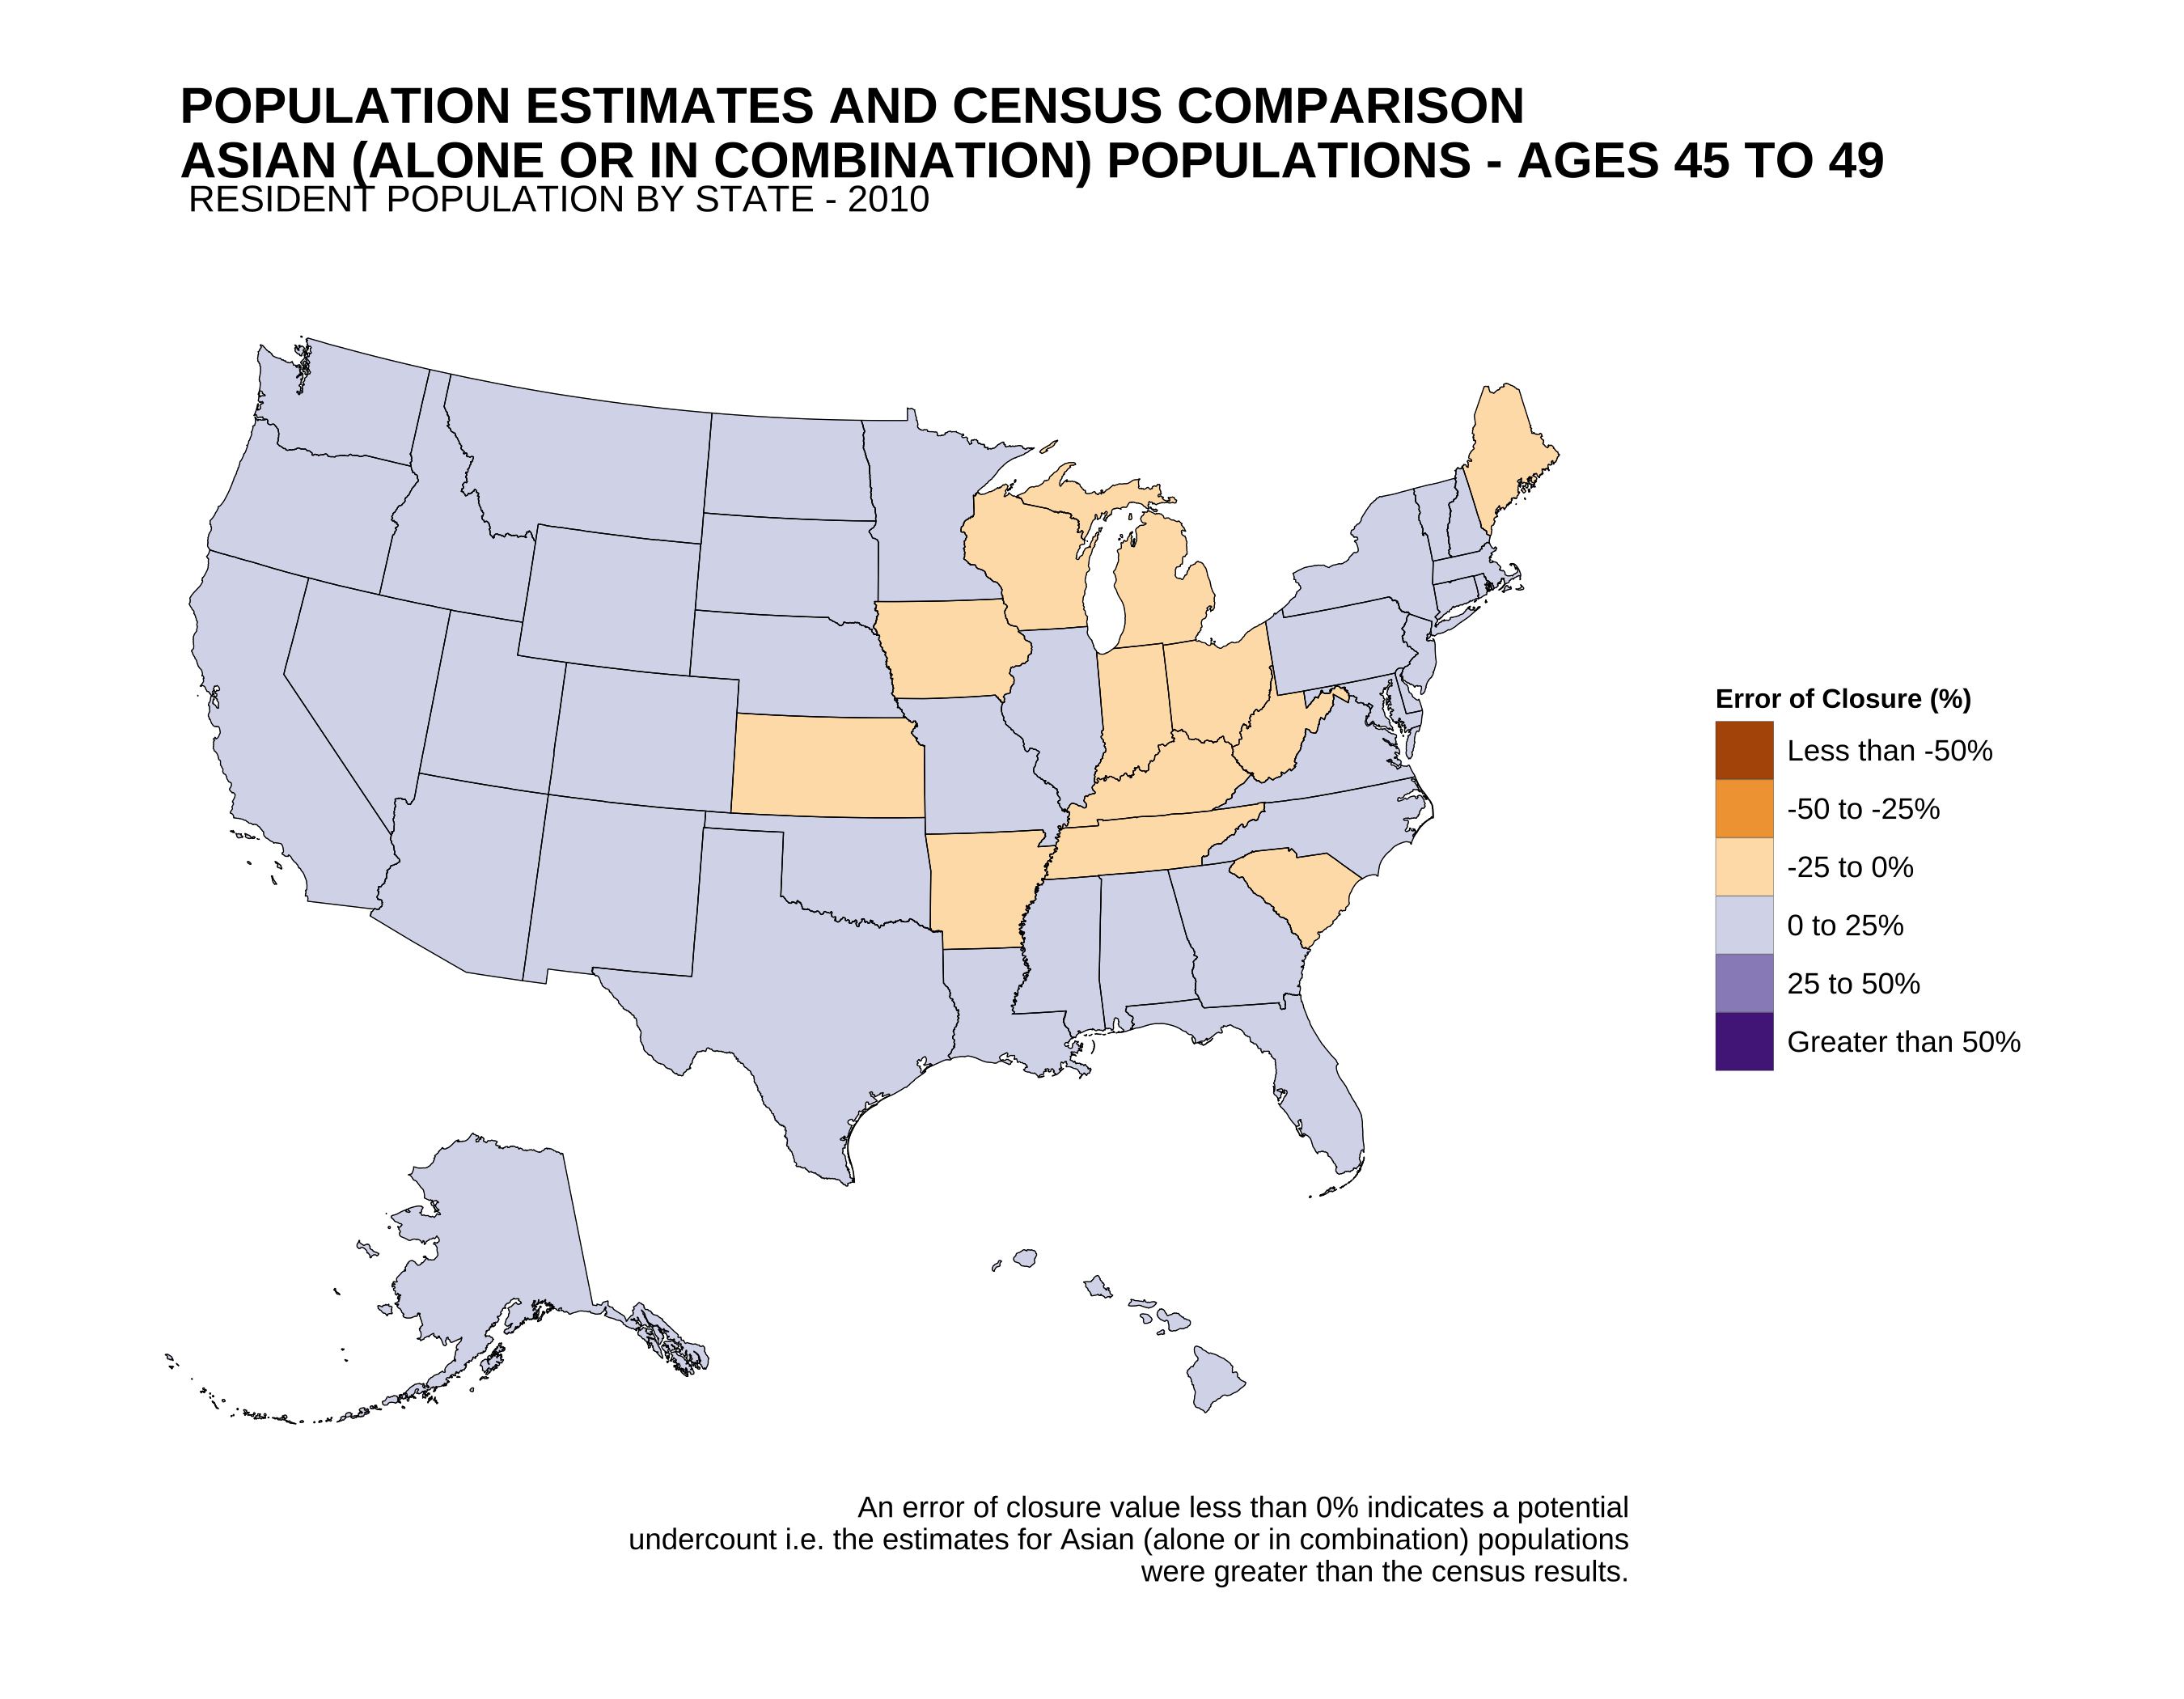 POPULATION ESTIMATES AND CENSUS COMPARISON
ASIAN (ALONE OR IN COMBINATION) POPULATIONS - AGES 45 TO 49
RESIDENT POPULATION BY STATE - 2010
Error of Closure (%)
Less than -50%
-50 to -25%
-25 to 0%
0 to 25%
25 to 50%
Greater than 50%
An error of closure value less than 0% indicates a potential
undercount i.e. the estimates for Asian (alone or in combination) populations
were greater than the census results.